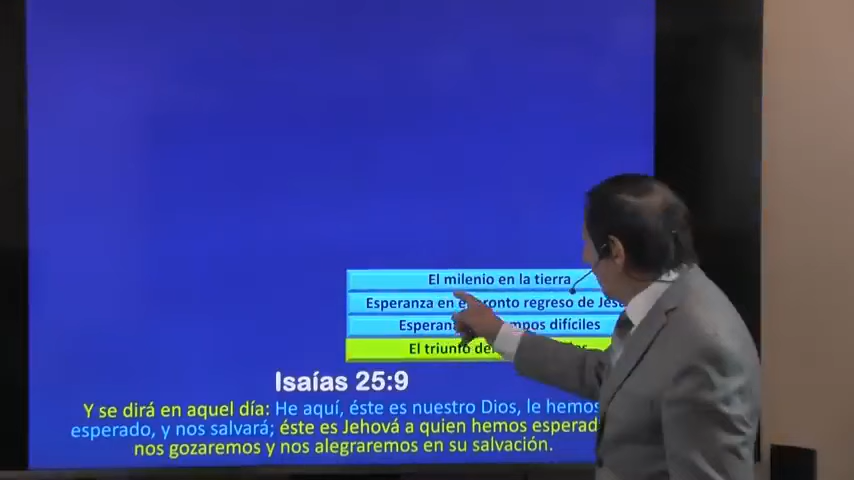 El milenio en la tierra
Esperanza en el pronto regreso de Jesú
Esperan mpos difíciles
El triunfo de
Isaías 25:9
Y se dirá en aquel día: He aquí, éste es nuestro Dios, le hemos
esperado, y nos salvará; éste es Jehová a quien hemos esperad
nos gozaremos y nos alegraremos en su salvación.